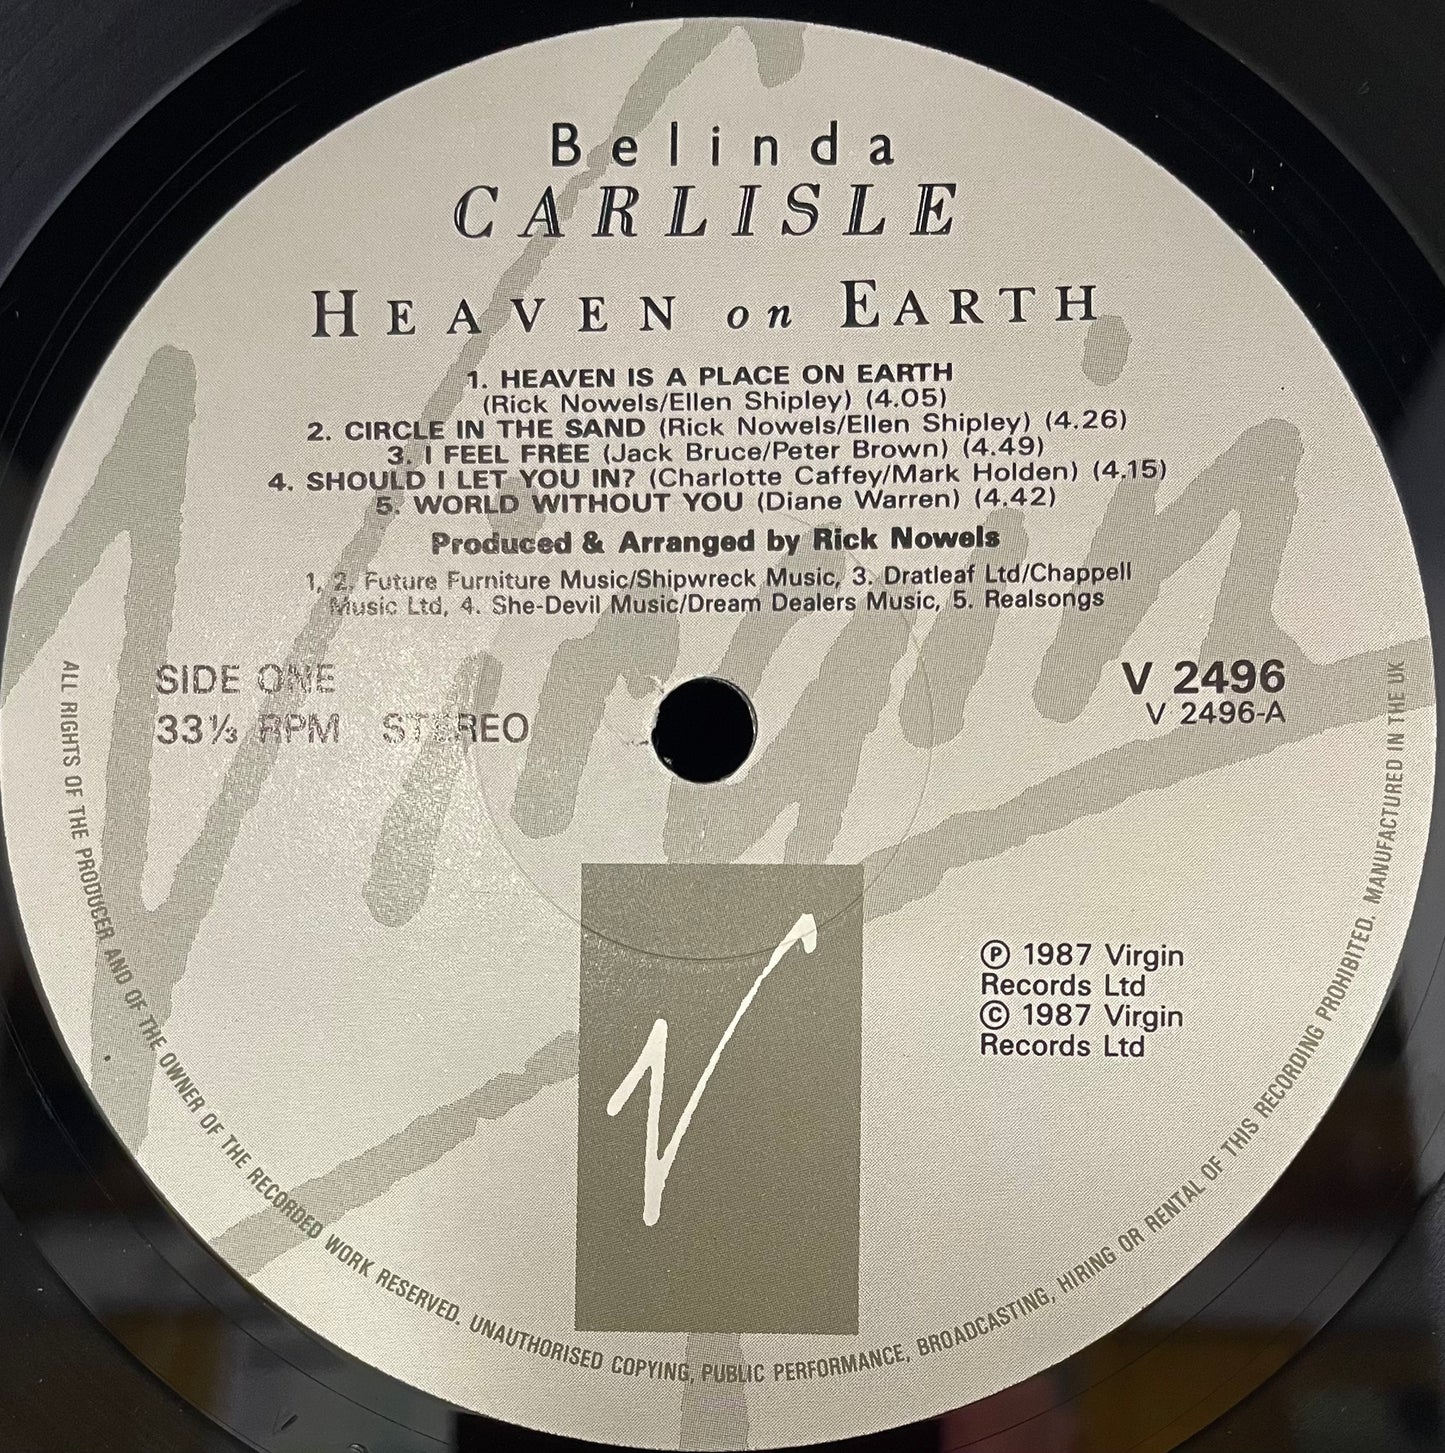 Belinda
CARLISLE
HEAVEN on EARTH
1. HEAVEN IS A PLACE ON EARTH
(Rick Nowels/Ellen Shipley) (4.05)
2. CIRCLE IN THE SAND (Rick Nowels/Ellen Shipley) (4.26)
3. I FEEL FREE (Jack Bruce/Peter Brown) (4.49)
4. SHOULD I LET YOU IN? (Charlotte Caffey/Mark Holden) (4.15)
5. WORLD WITHOUT YOU (Diane Warren) (4.42)
Produced & Arranged by Rick Nowels
1, 2. Future Furniture Music/Shipwreck Music, 3. Dratleaf Ltd/Chappell
Music Ltd, 4. She-Devil Music/Dream Dealers Music, 5. Realsongs
SIDE ONE
33⅓ RPM STEREO
V 2496
V 2496-A
Virgin
V
Ⓟ 1987 Virgin
Records Ltd
© 1987 Virgin
Records Ltd
ALL RIGHTS OF THE PRODUCER AND OF THE OWNER OF THE RECORDED WORK RESERVED. UNAUTHORISED COPYING, PUBLIC PERFORMANCE, BROADCASTING, HIRING OR RENTAL OF THIS RECORDING PROHIBITED. MANUFACTURED IN THE UK